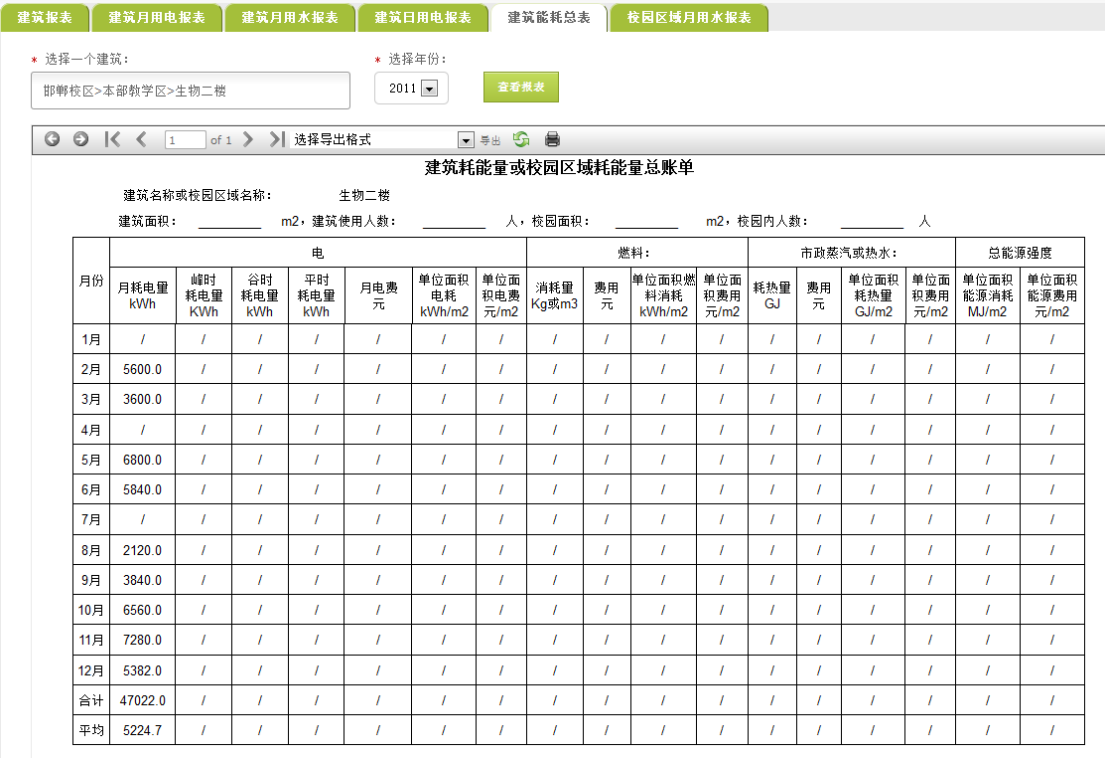 建筑报表 建筑月用电报表 建筑月用水报表 建筑日用电报表 建筑能耗总表 校园区域月用水报表
* 选择一个建筑: * 选择年份:
邯郸校区>本部教学区>生物二楼 2011 查看报表
1 of 1 选择导出格式 导出
建筑耗能量或校园区域耗能量总账单
建筑名称或校园区域名称: 生物二楼
建筑面积: m2，建筑使用人数: 人，校园面积: m2，校园内人数: 人
月份 电 燃料: 市政蒸汽或热水: 总能源强度
月耗电量 kWh 峰时耗电量 KWh 谷时耗电量 kWh 平时耗电量 kWh 月电费 元 单位面积电耗 kWh/m2 单位面积电费 元/m2 消耗量 Kg或m3 费用 元 单位面积燃料消耗 kWh/m2 单位面积费用 元/m2 耗热量 GJ 费用 元 单位面积耗热量 GJ/m2 单位面积费用 元/m2 单位面积能源消耗 MJ/m2 单位面积能源费用 元/m2
1月 / / / / / / / / / / / / / / / / /
2月 5600.0 / / / / / / / / / / / / / / / /
3月 3600.0 / / / / / / / / / / / / / / / /
4月 / / / / / / / / / / / / / / / / /
5月 6800.0 / / / / / / / / / / / / / / / /
6月 5840.0 / / / / / / / / / / / / / / / /
7月 / / / / / / / / / / / / / / / / /
8月 2120.0 / / / / / / / / / / / / / / / /
9月 3840.0 / / / / / / / / / / / / / / / /
10月 6560.0 / / / / / / / / / / / / / / / /
11月 7280.0 / / / / / / / / / / / / / / / /
12月 5382.0 / / / / / / / / / / / / / / / /
合计 47022.0 / / / / / / / / / / / / / / / /
平均 5224.7 / / / / / / / / / / / / / / / /